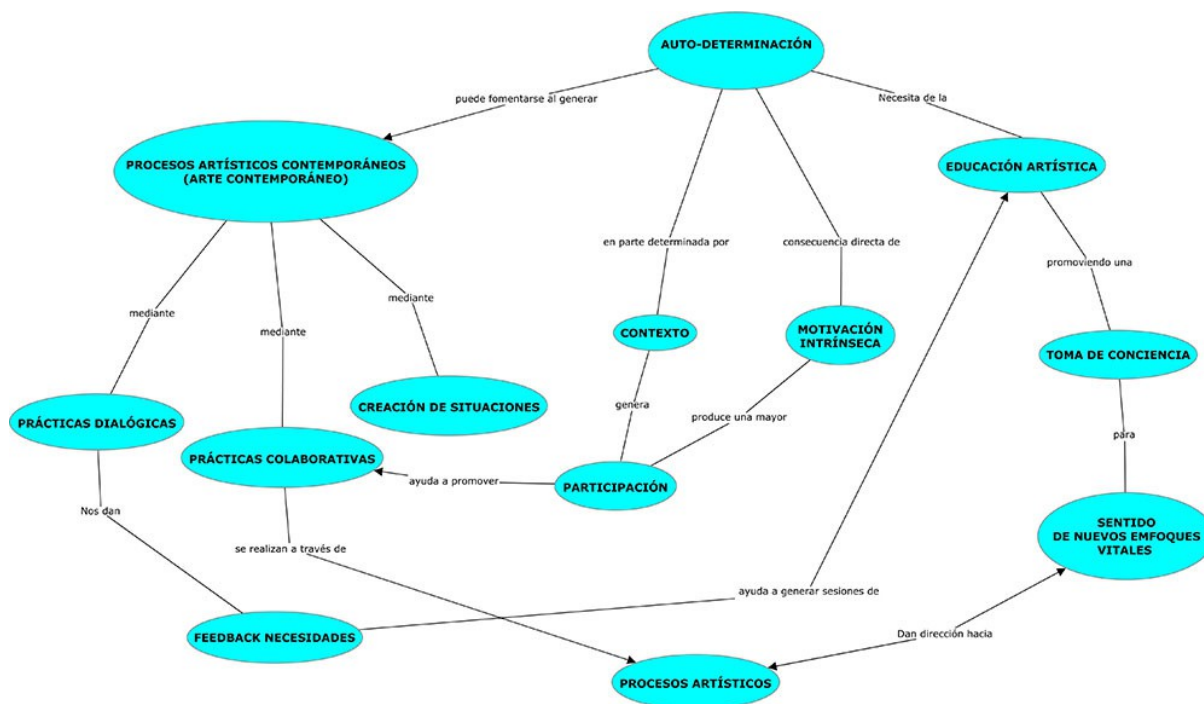 AUTO-DETERMINACIÓN
puede fomentarse al generar
Necesita de la
PROCESOS ARTÍSTICOS CONTEMPORÁNEOS
(ARTE CONTEMPORÁNEO)
EDUCACIÓN ARTÍSTICA
en parte determinada por
consecuencia directa de
promoviendo una
mediante
mediante
mediante
CONTEXTO
MOTIVACIÓN
INTRÍNSECA
TOMA DE CONCIENCIA
PRÁCTICAS DIALÓGICAS
CREACIÓN DE SITUACIONES
genera
produce una mayor
para
PRÁCTICAS COLABORATIVAS
ayuda a promover
PARTICIPACIÓN
Nos dan
se realizan a través de
SENTIDO
DE NUEVOS EMFOQUES
VITALES
ayuda a generar sesiones de
FEEDBACK NECESIDADES
Dan dirección hacia
PROCESOS ARTÍSTICOS